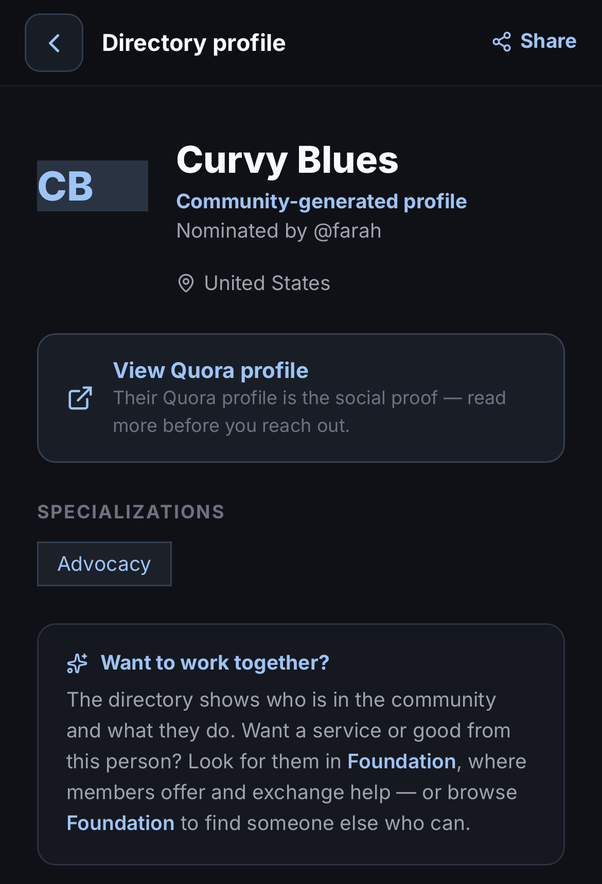 Directory profile
Share
CB
Curvy Blues
Community-generated profile
Nominated by @farah
United States
View Quora profile
Their Quora profile is the social proof — read
more before you reach out.
SPECIALIZATIONS
Advocacy
Want to work together?
The directory shows who is in the community
and what they do. Want a service or good from
this person? Look for them in Foundation, where
members offer and exchange help — or browse
Foundation to find someone else who can.